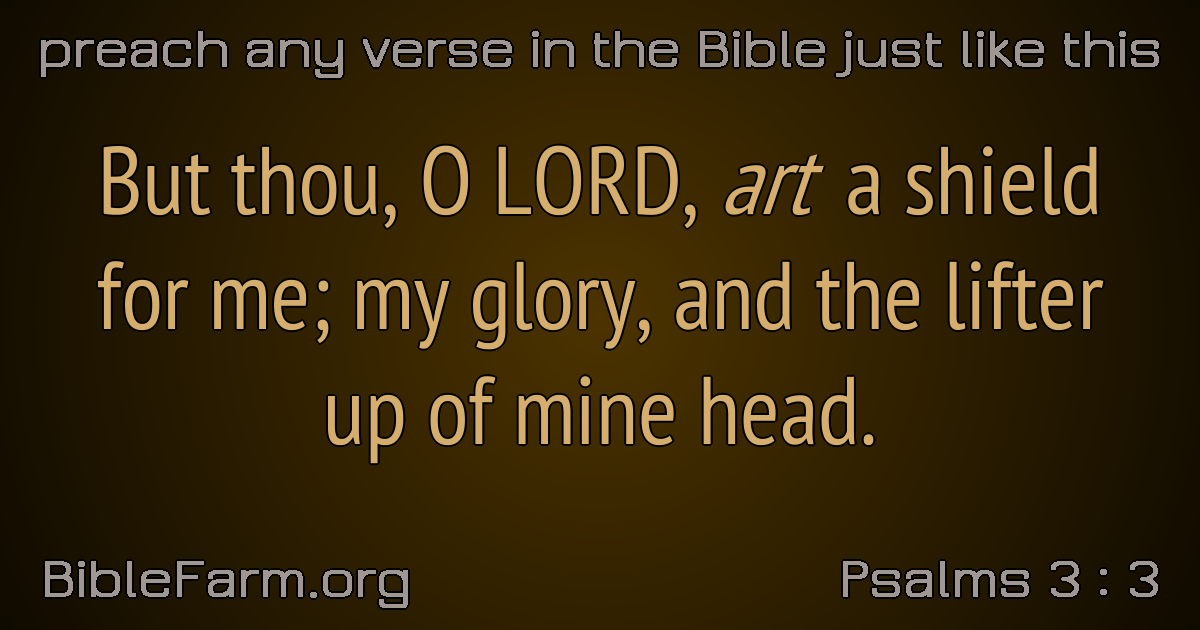 preach any verse in the Bible just like this
But thou, O LORD, art a shield
for me; my glory, and the lifter
up of mine head.
BibleFarm.org
Psalms 3 : 3